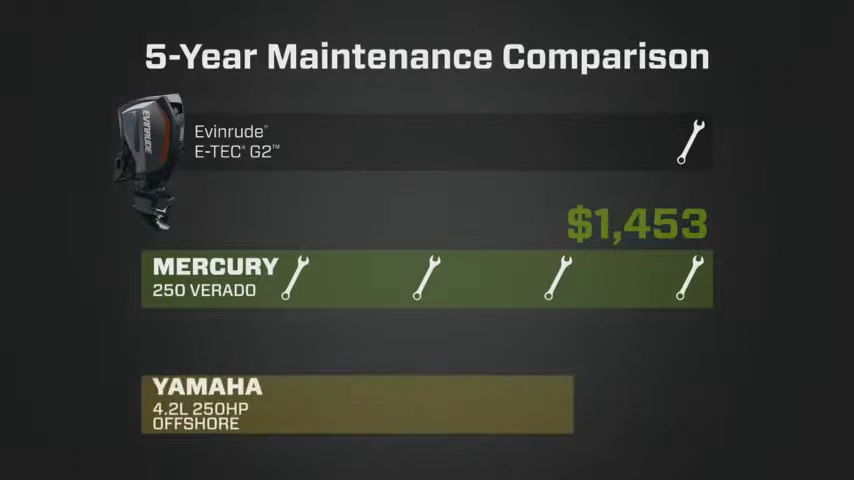 5-Year Maintenance Comparison
EVINRUDE
Evinrude®
E-TEC® G2™
$1,453
MERCURY
250 VERADO
YAMAHA
4.2L 250HP
OFFSHORE